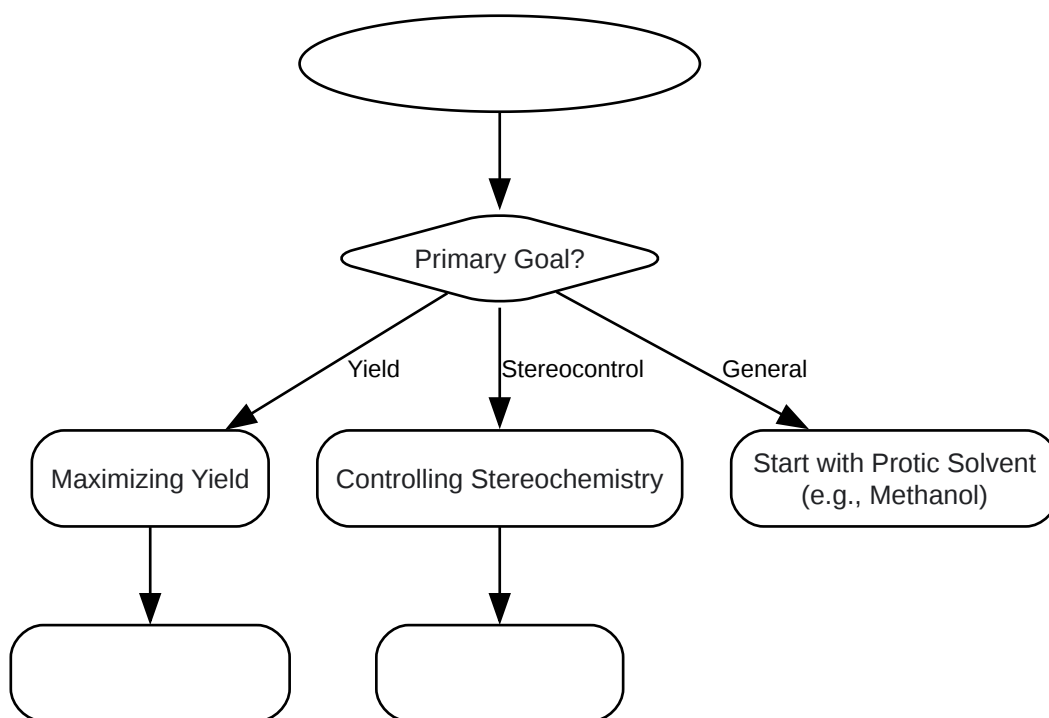 Primary Goal?
Yield
Stereocontrol
General
Maximizing Yield
Controlling Stereochemistry
Start with Protic Solvent
(e.g., Methanol)